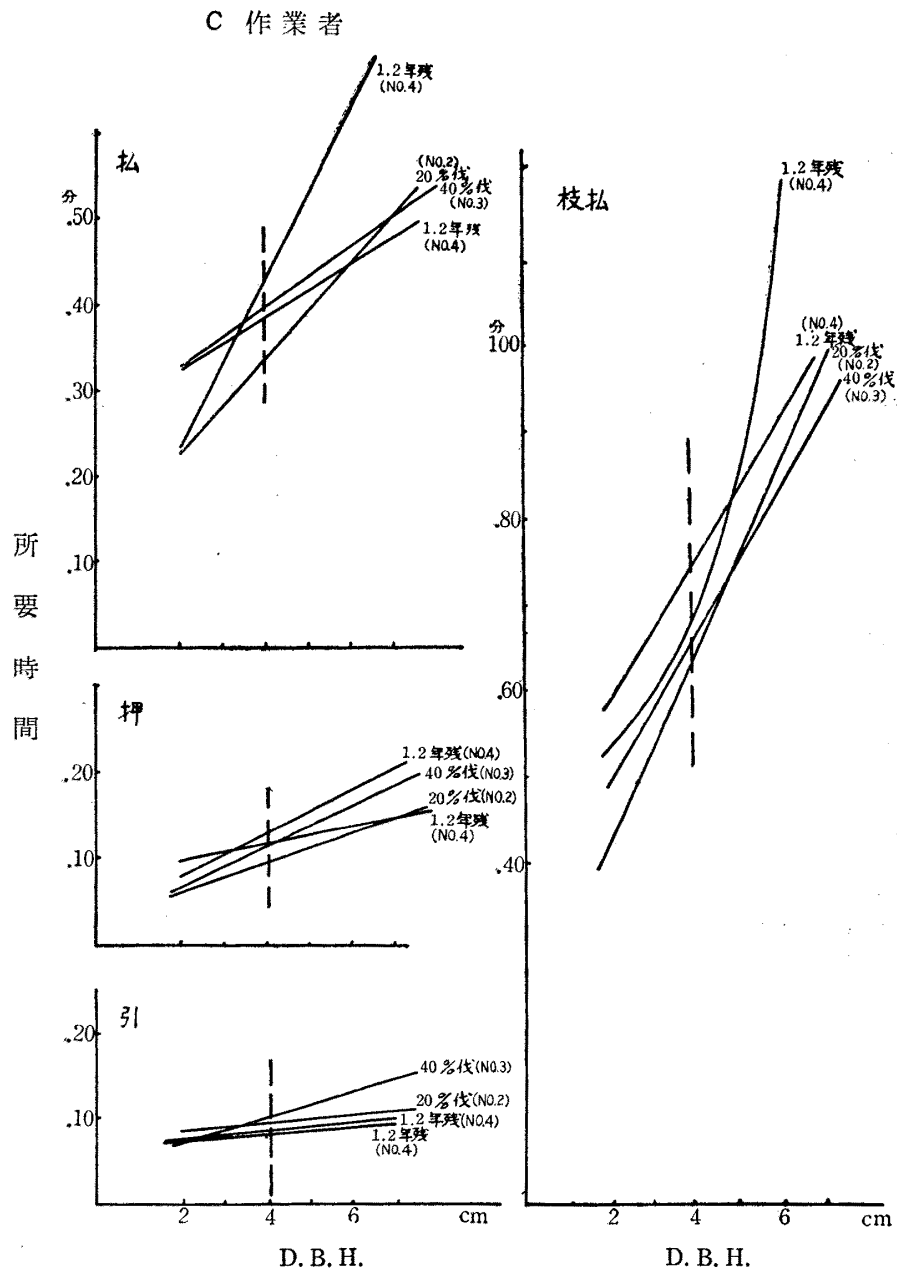 C 作業者
払
分
.50
.40
.30
.20
.10
1.2年残
(NO.4)
(NO.2)
20%伐
40%伐
(NO.3)
1.2年残
(NO.4)
所要時間
押
.20
.10
1.2年残(NO.4)
40%伐(NO.3)
20%伐(NO.2)
1.2年残
(NO.4)
引
.20
.10
40%伐(NO.3)
20%伐(NO.2)
1.2年残(NO.4)
1.2年残
(NO.4)
2 4 6 cm
D. B. H.
枝払
分
100
.80
.60
.40
1.2年残
(NO.4)
(NO.4)
1.2年残
20%伐
(NO.2)
40%伐
(NO.3)
2 4 6 cm
D. B. H.